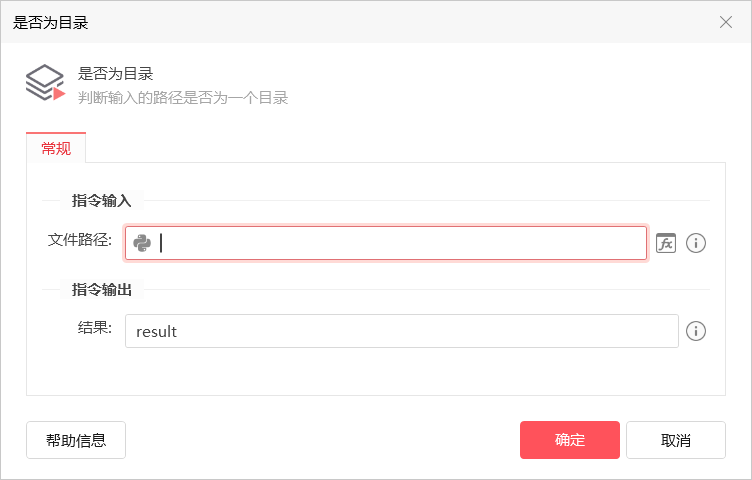 是否为目录
是否为目录
判断输入的路径是否为一个目录
常规
指令输入
文件路径:
fx
指令输出
结果: result
帮助信息 确定 取消